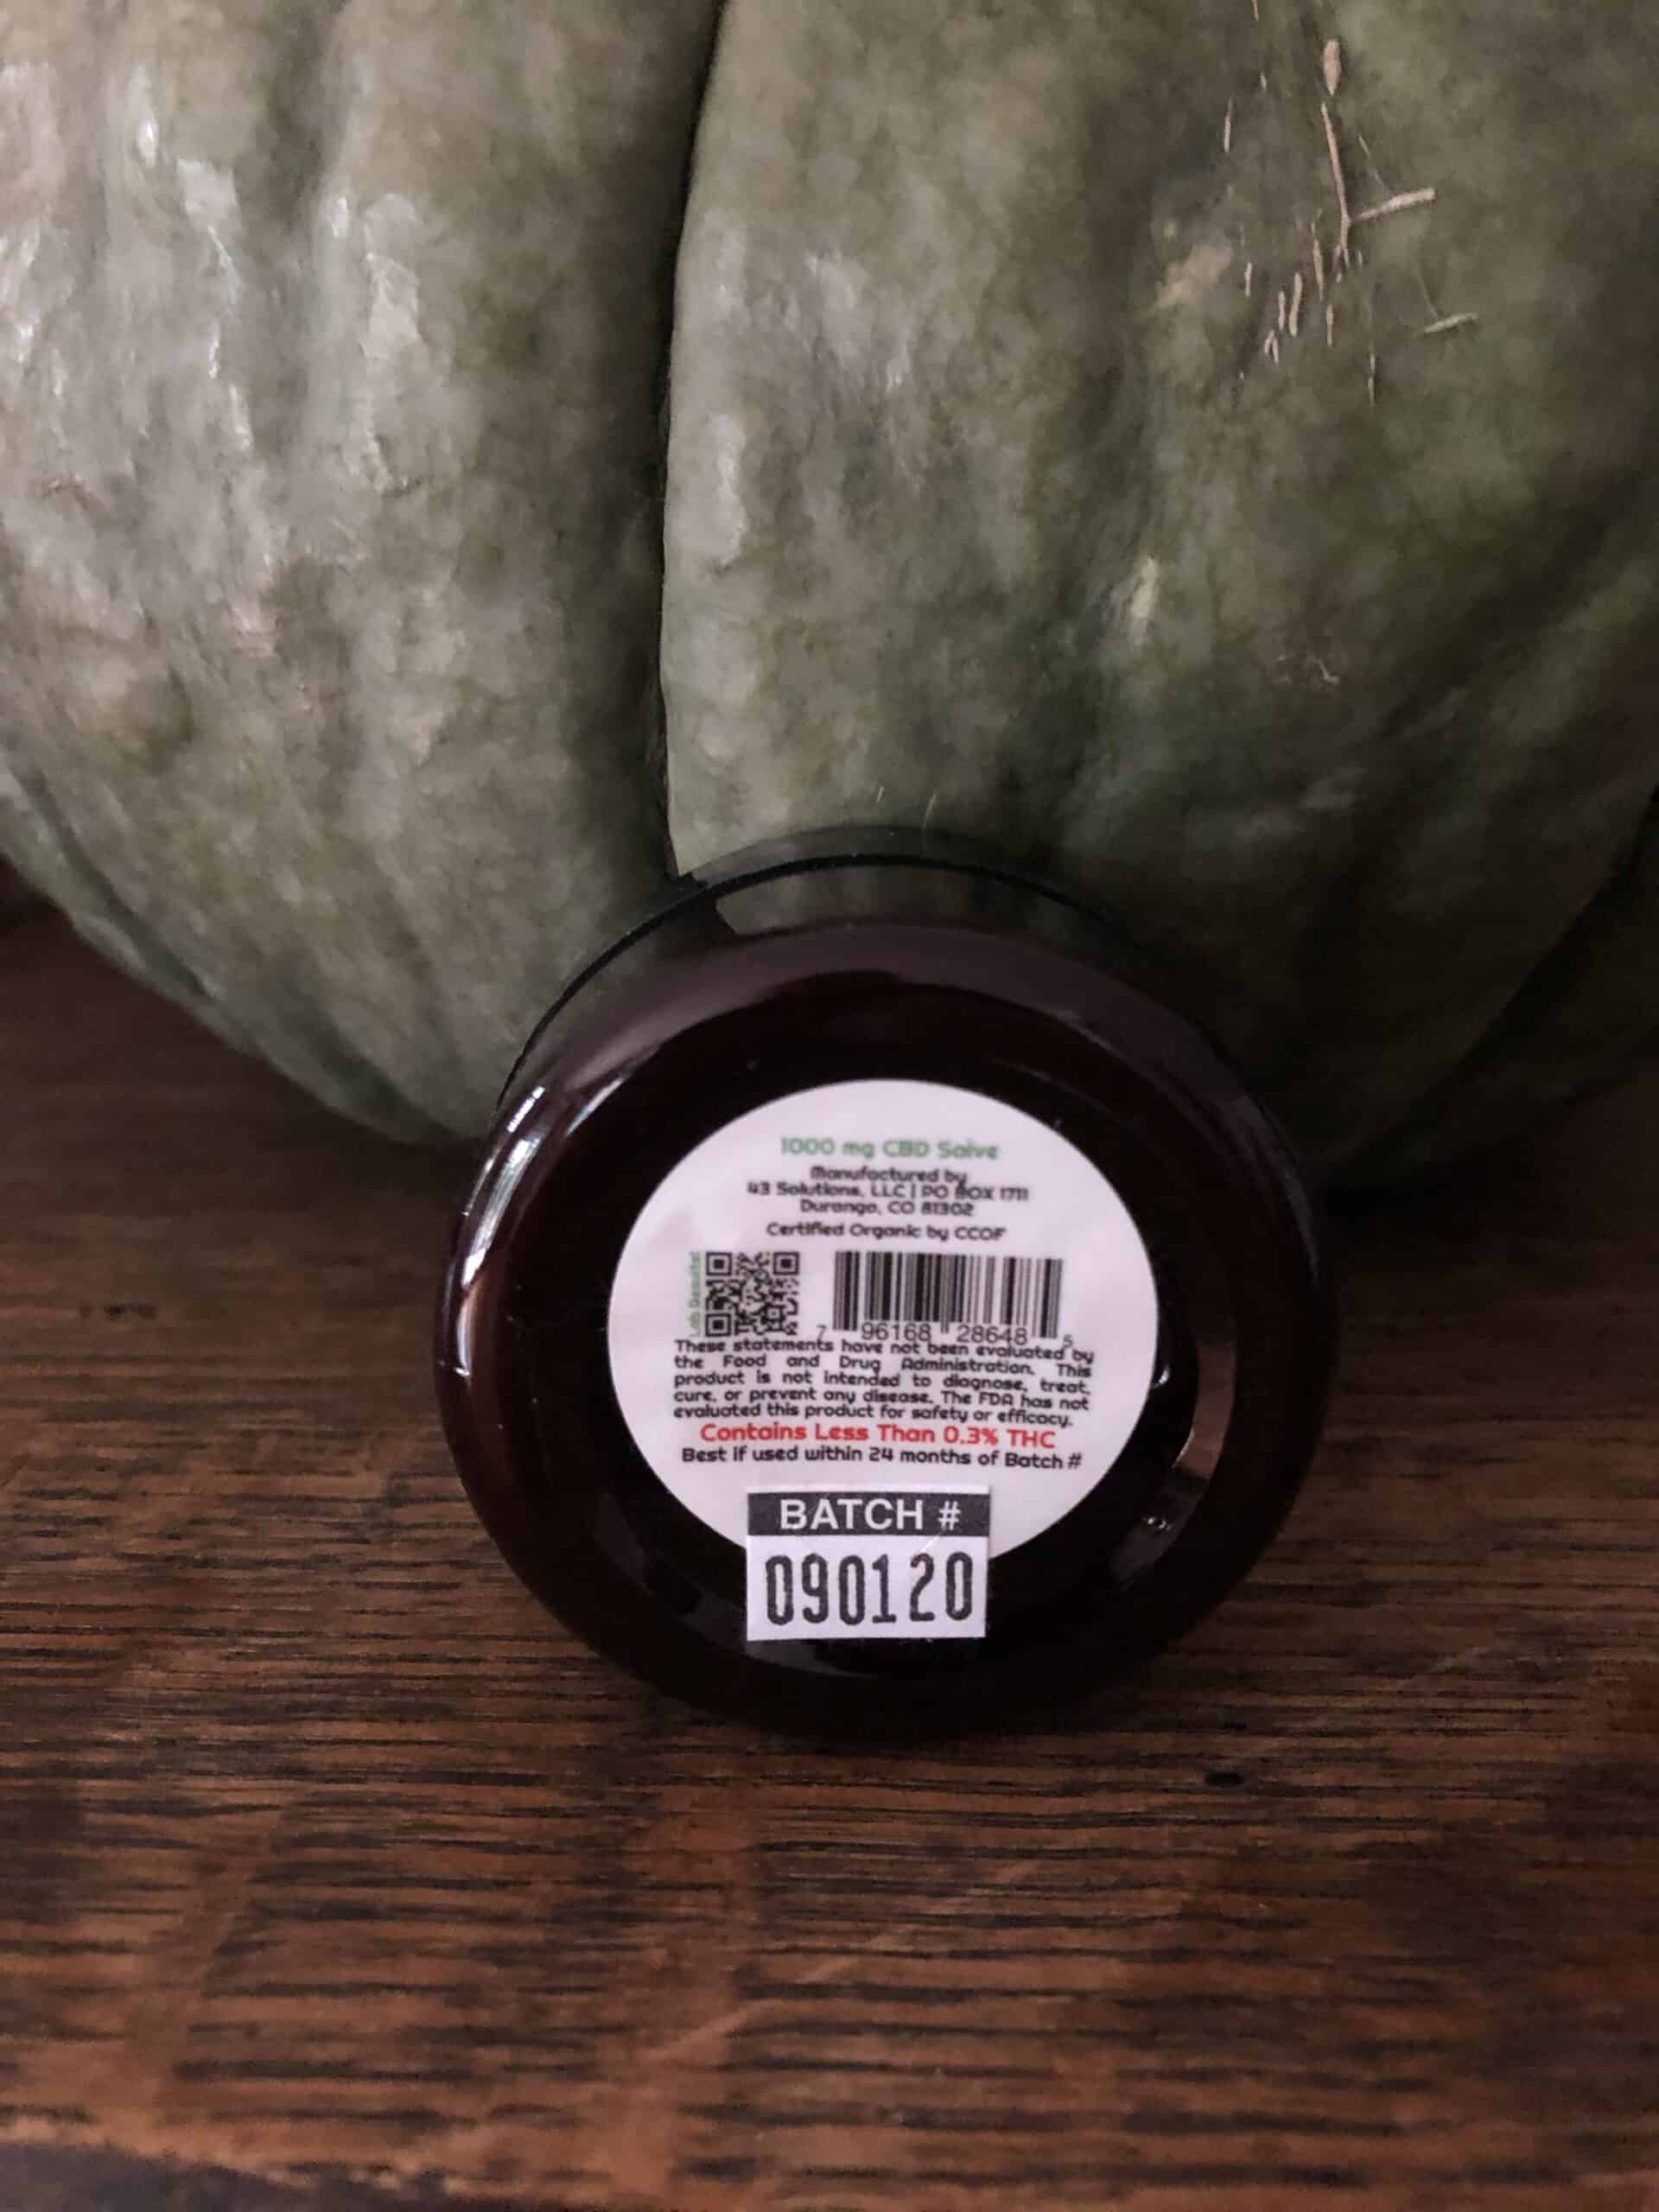 1000 mg CBD Salve
Manufactured by
43 Solutions, LLC | PO BOX 1711
Durango, CO 81302
Certified Organic by CCOF
Lab Results!
7 96168 28648 5
These statements have not been evaluated by
the Food and Drug Administration. This
product is not intended to diagnose, treat,
cure, or prevent any disease. The FDA has not
evaluated this product for safety or efficacy.
Contains Less Than 0.3% THC
Best if used within 24 months of Batch #
BATCH #
090120